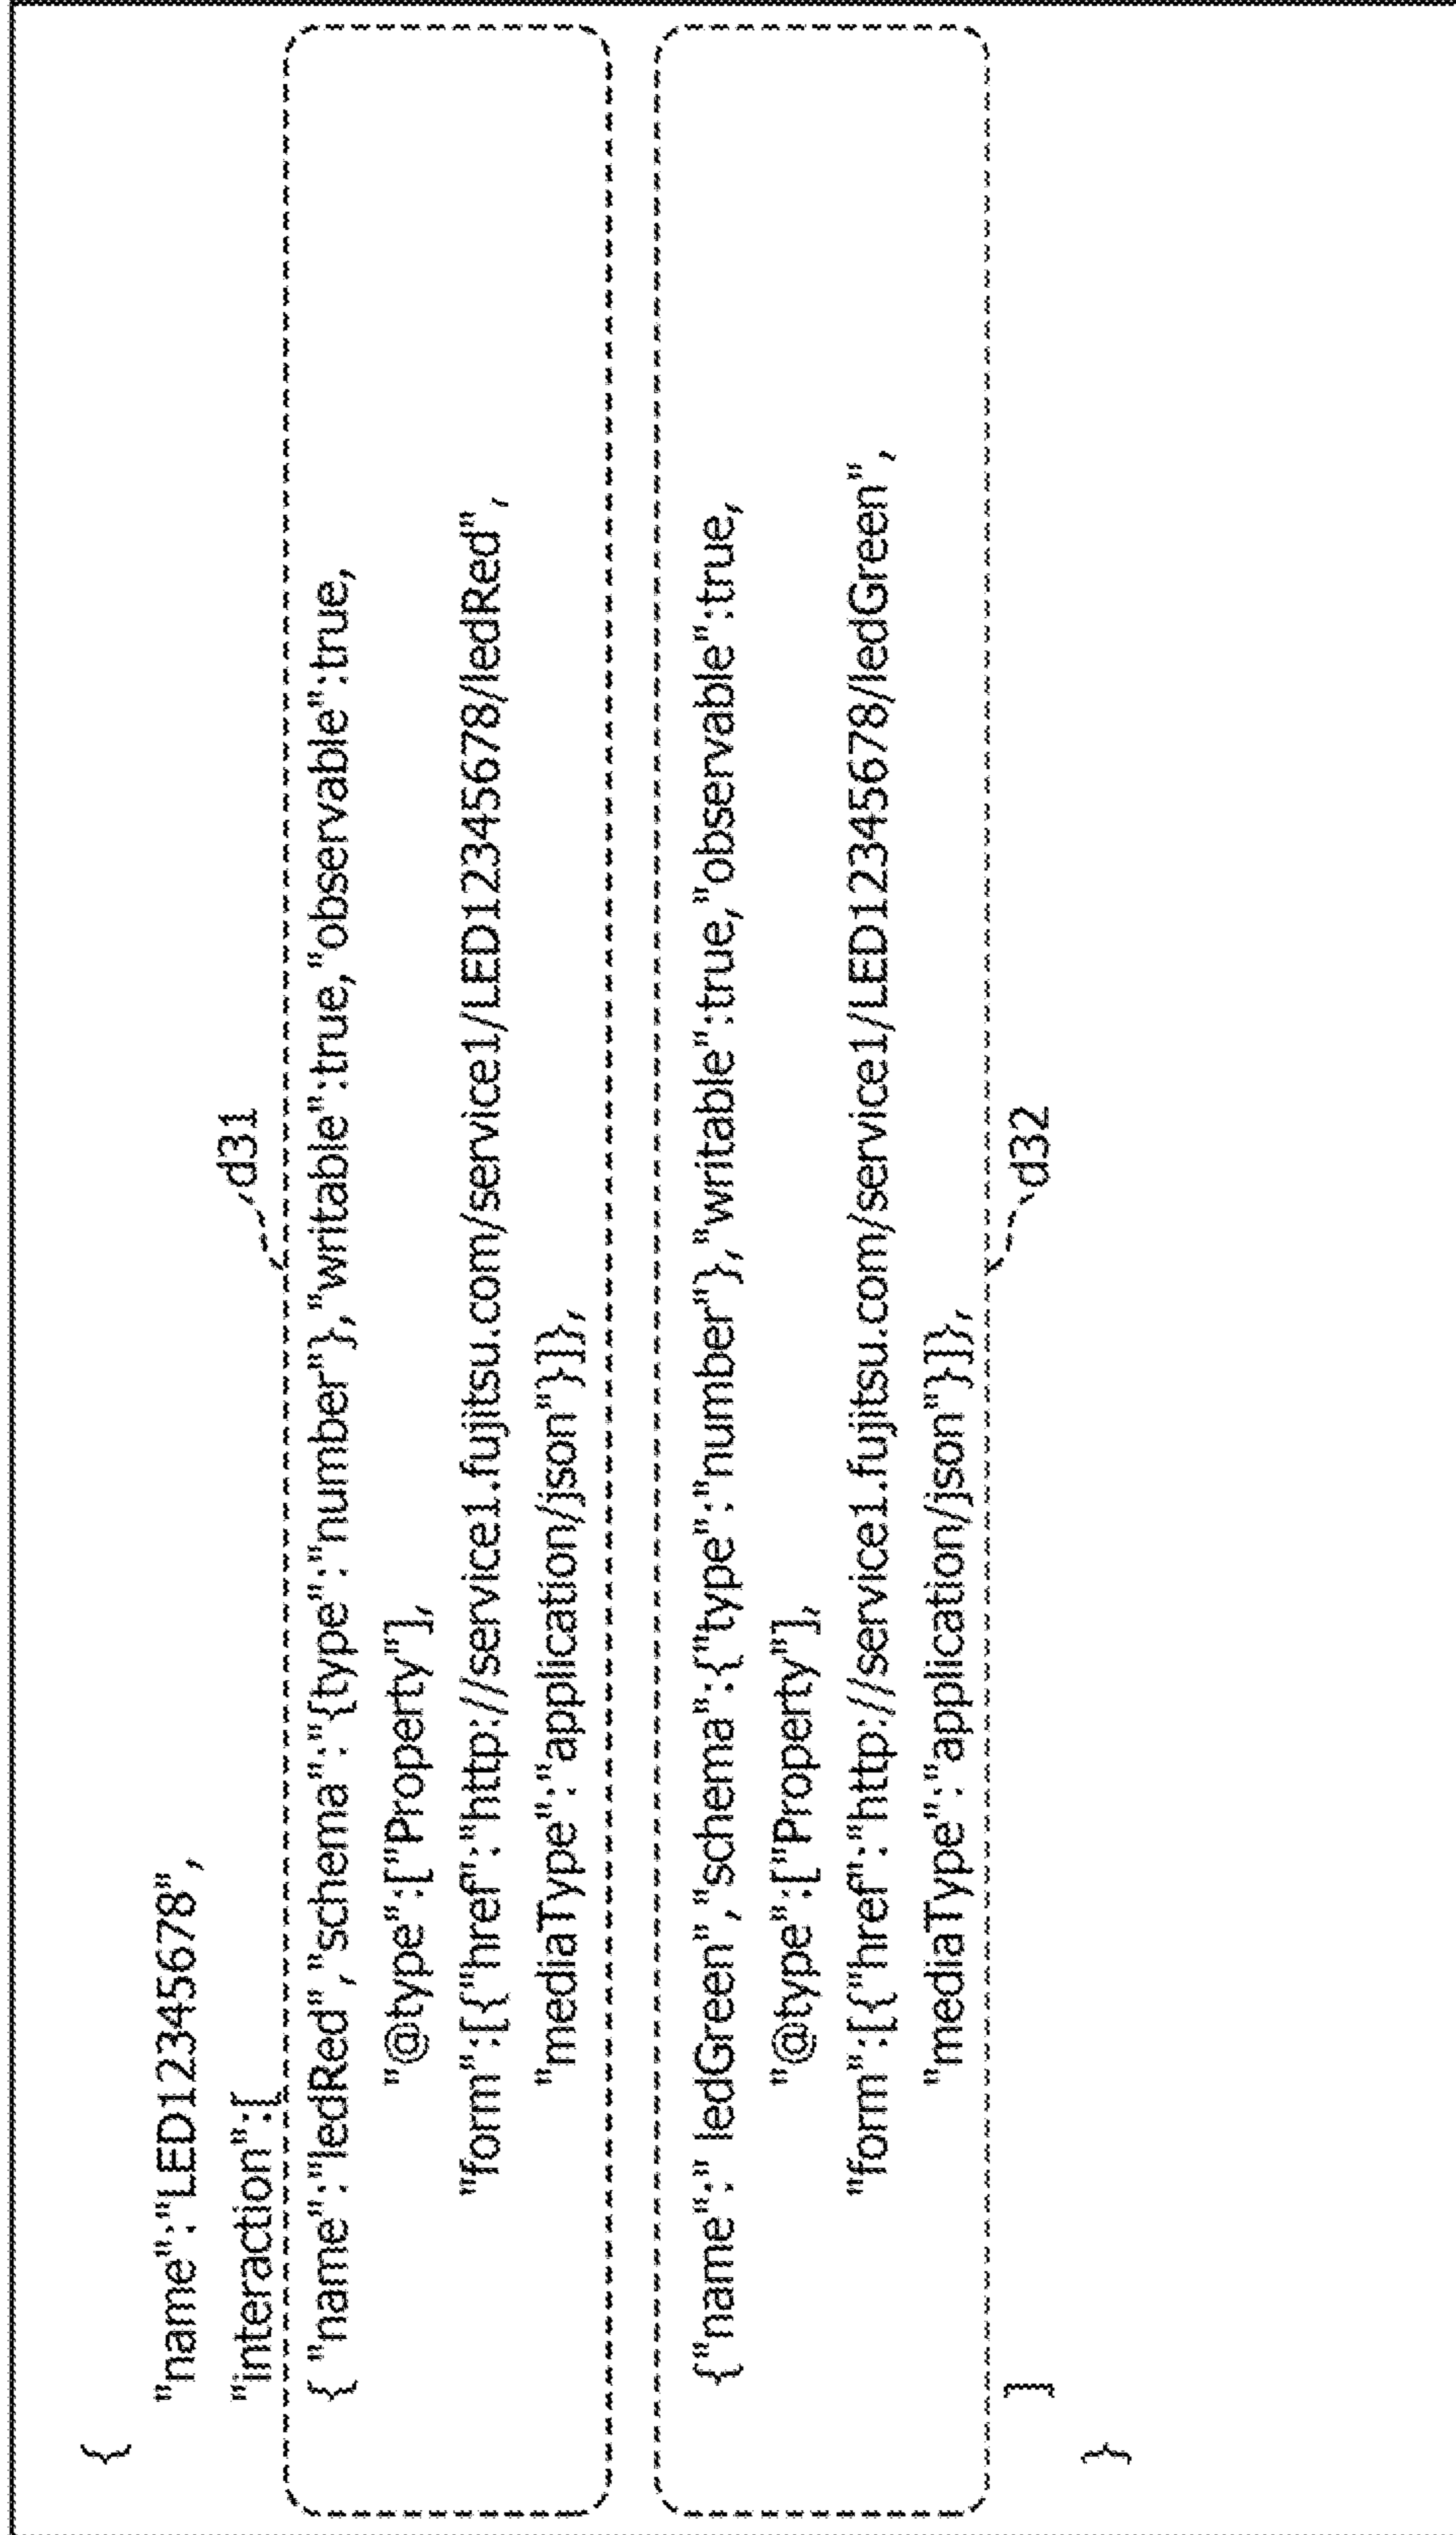 {
"name":"LED12345678",
"interaction":[
d31
{ "name":"ledRed","schema":"{type":"number"},"writable":true,"observable":true,
"@type":["Property"],
"form":[{"href":"http://service1.fujitsu.com/service1/LED12345678/ledRed",
"mediaType":"application/json"}]},
{"name":" ledGreen","schema":{"type":"number"},"writable":true,"observable":true,
"@type":["Property"],
"form":[{"href":"http://service1.fujitsu.com/service1/LED12345678/ledGreen",
"mediaType":"application/json"}]},
d32
]
}